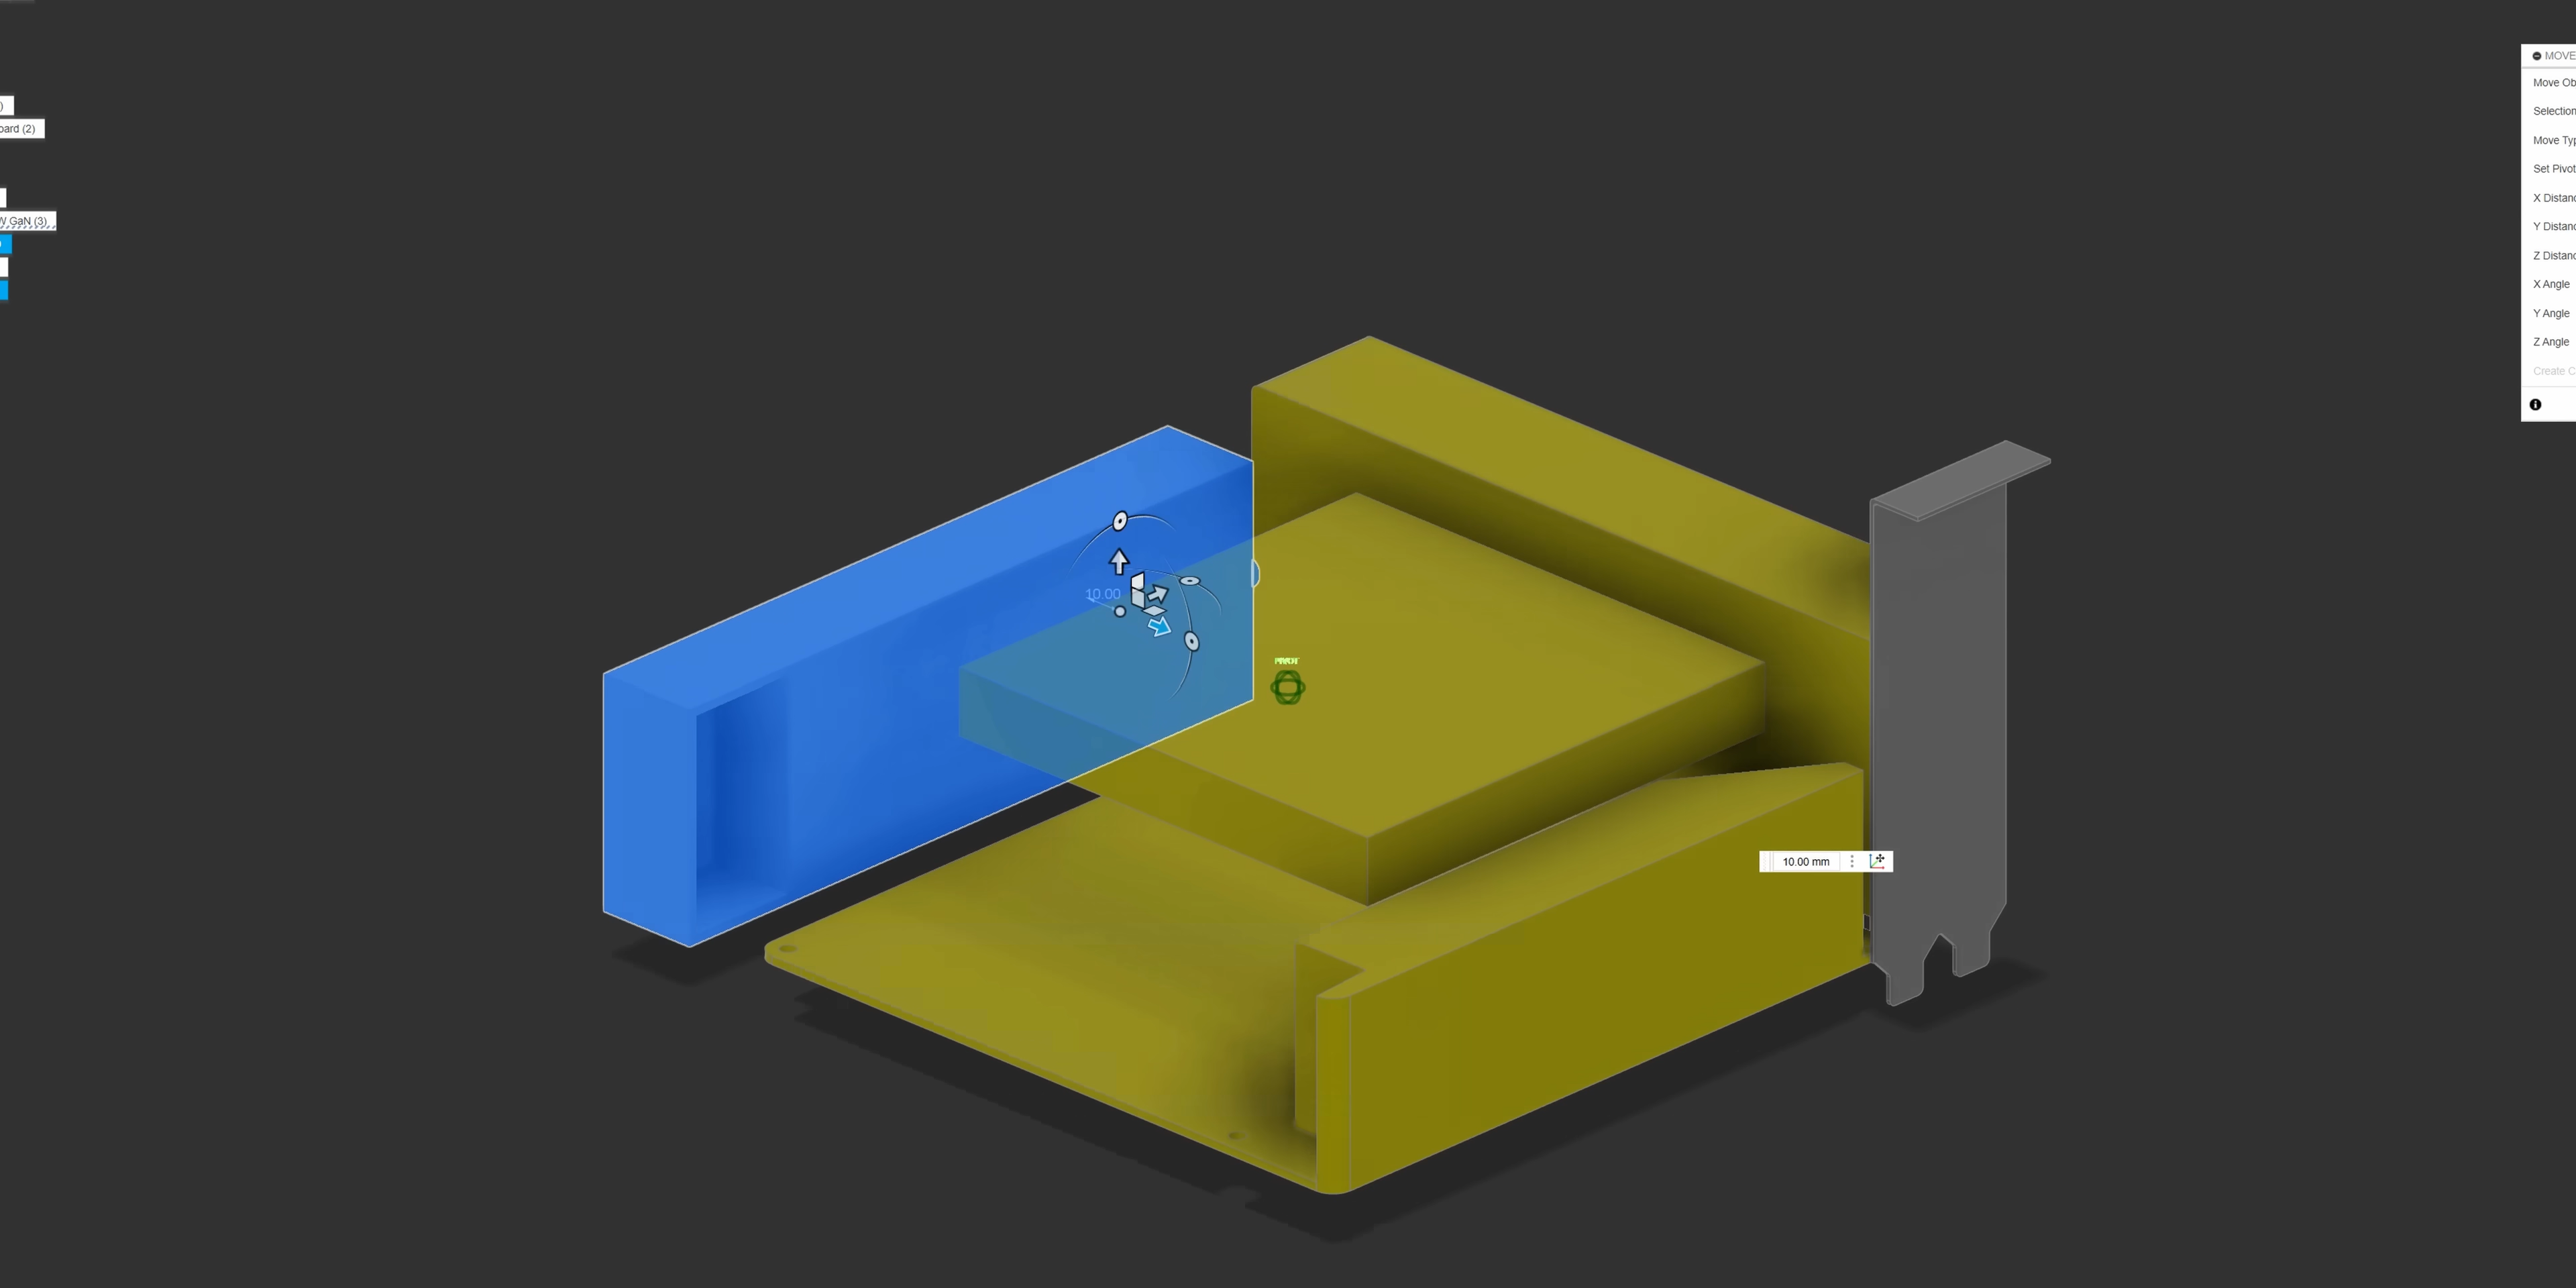 )
oard (2)
W GaN (3)
MOVE
Move Ob
Selection
Move Typ
Set Pivot
X Distanc
Y Distanc
Z Distanc
X Angle
Y Angle
Z Angle
Create C
10.00
PIVOT
10.00 mm